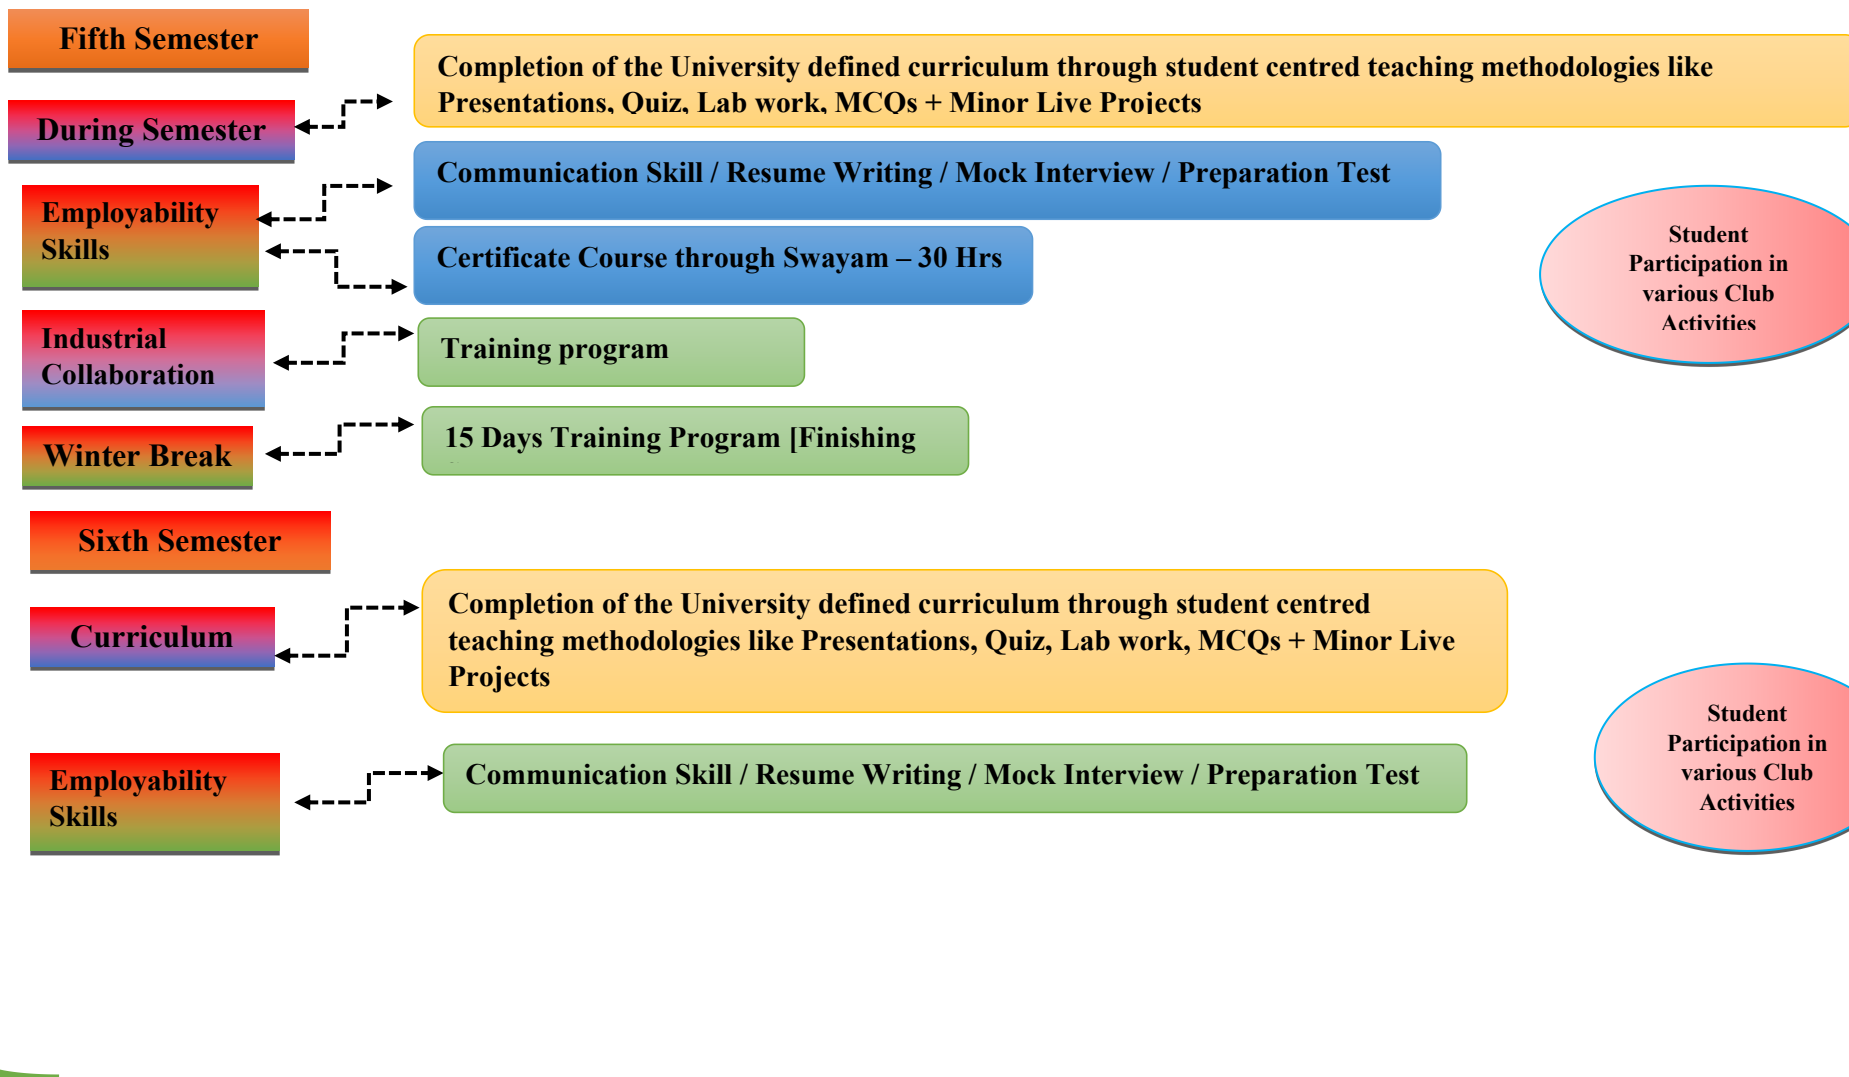 Fifth Semester
Completion of the University defined curriculum through student centred teaching methodologies like
Presentations, Quiz, Lab work, MCQs + Minor Live Projects
During Semester
Communication Skill / Resume Writing / Mock Interview / Preparation Test
Employability
Skills
Certificate Course through Swayam – 30 Hrs
Student
Participation in
various Club
Activities
Industrial
Collaboration
Training program
Winter Break
15 Days Training Program [Finishing
Sixth Semester
Curriculum
Completion of the University defined curriculum through student centred
teaching methodologies like Presentations, Quiz, Lab work, MCQs + Minor Live
Projects
Student
Participation in
various Club
Activities
Employability
Skills
Communication Skill / Resume Writing / Mock Interview / Preparation Test